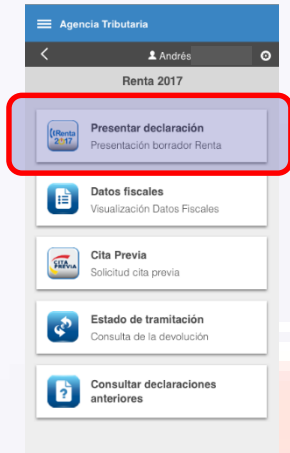 Agencia Tributaria
Andrés
Renta 2017
(Renta
2017
Presentar declaración
Presentación borrador Renta
Datos fiscales
Visualización Datos Fiscales
CITA
PREVIA
Cita Previa
Solicitud cita previa
Estado de tramitación
Consulta de la devolución
?
Consultar declaraciones
anteriores